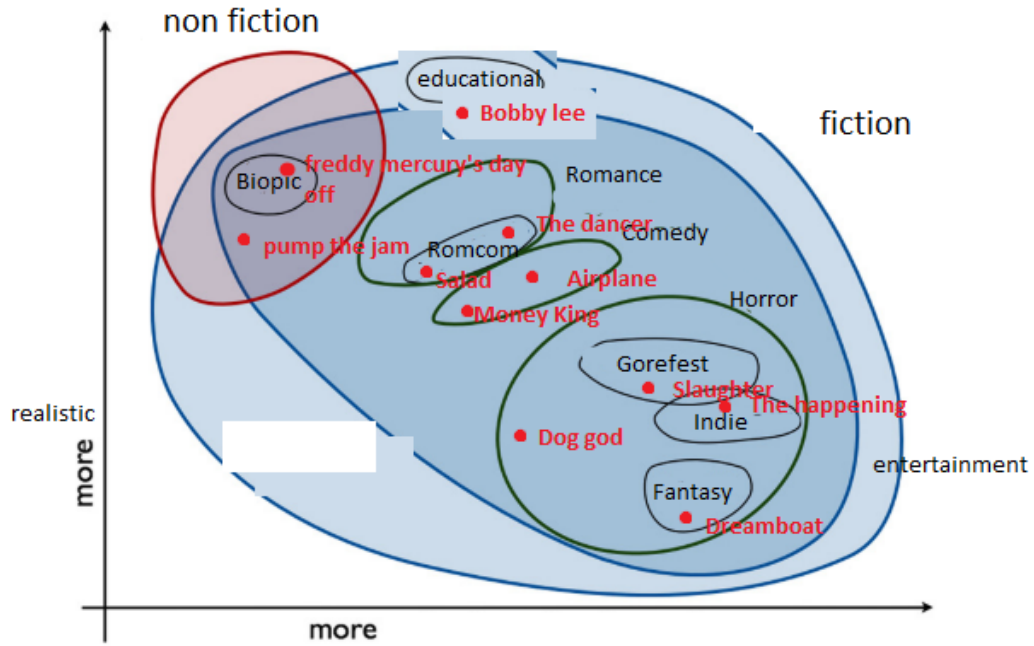 non fiction
educational
Bobby lee
fiction
freddy mercury's day
off
Biopic
Romance
The dancer
Comedy
pump the jam
Romcom
Salad
Airplane
Horror
Money King
Gorefest
Slaughter
The happening
realistic
Indie
Dog god
more
entertainment
Fantasy
Dreamboat
more